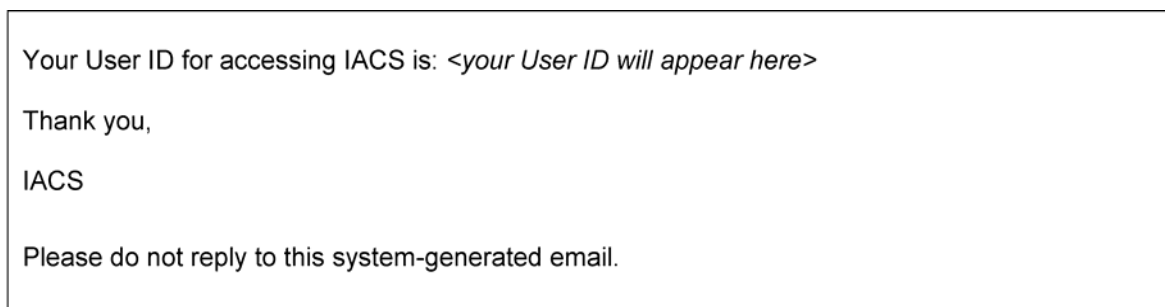 Your User ID for accessing IACS is: <your User ID will appear here>
Thank you,
IACS
Please do not reply to this system-generated email.